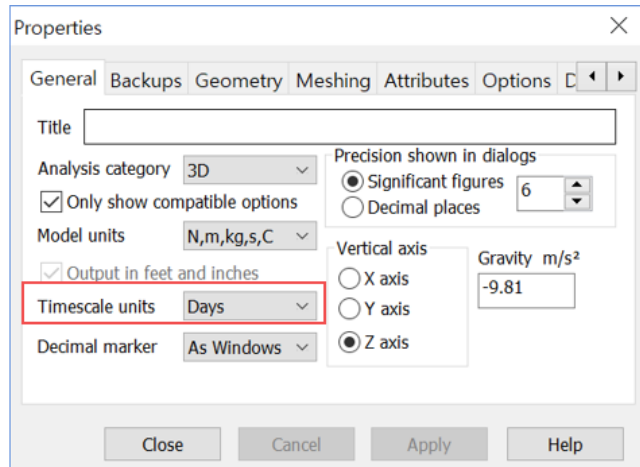 Properties
General Backups Geometry Meshing Attributes Options D
Title
Analysis category 3D
Only show compatible options
Model units N,m,kg,s,C
Output in feet and inches
Timescale units Days
Decimal marker As Windows
Precision shown in dialogs
Significant figures 6
Decimal places
Vertical axis
X axis
Y axis
Z axis
Gravity m/s²
-9.81
Close Cancel Apply Help